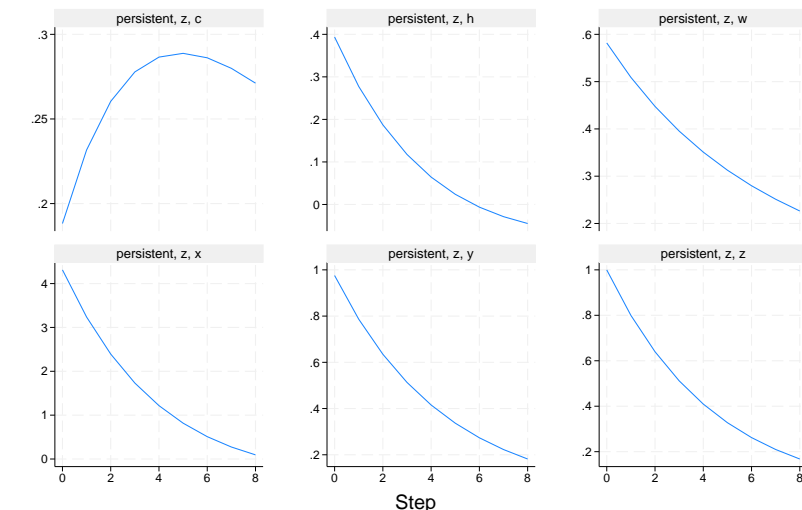 persistent, z, c
persistent, z, h
persistent, z, w
.3
.25
.2
.4
.3
.2
.1
0
.6
.5
.4
.3
.2
persistent, z, x
persistent, z, y
persistent, z, z
4
3
2
1
0
1
.8
.6
.4
.2
1
.8
.6
.4
.2
0 2 4 6 8
0 2 4 6 8
0 2 4 6 8
Step